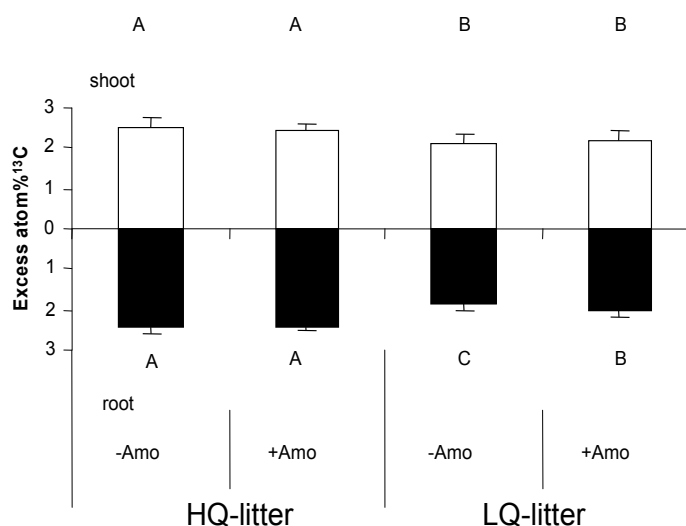 A A B B
shoot
3
2
1
0
1
2
3
Excess atom%¹³C
A A C B
root
-Amo +Amo -Amo +Amo
HQ-litter LQ-litter